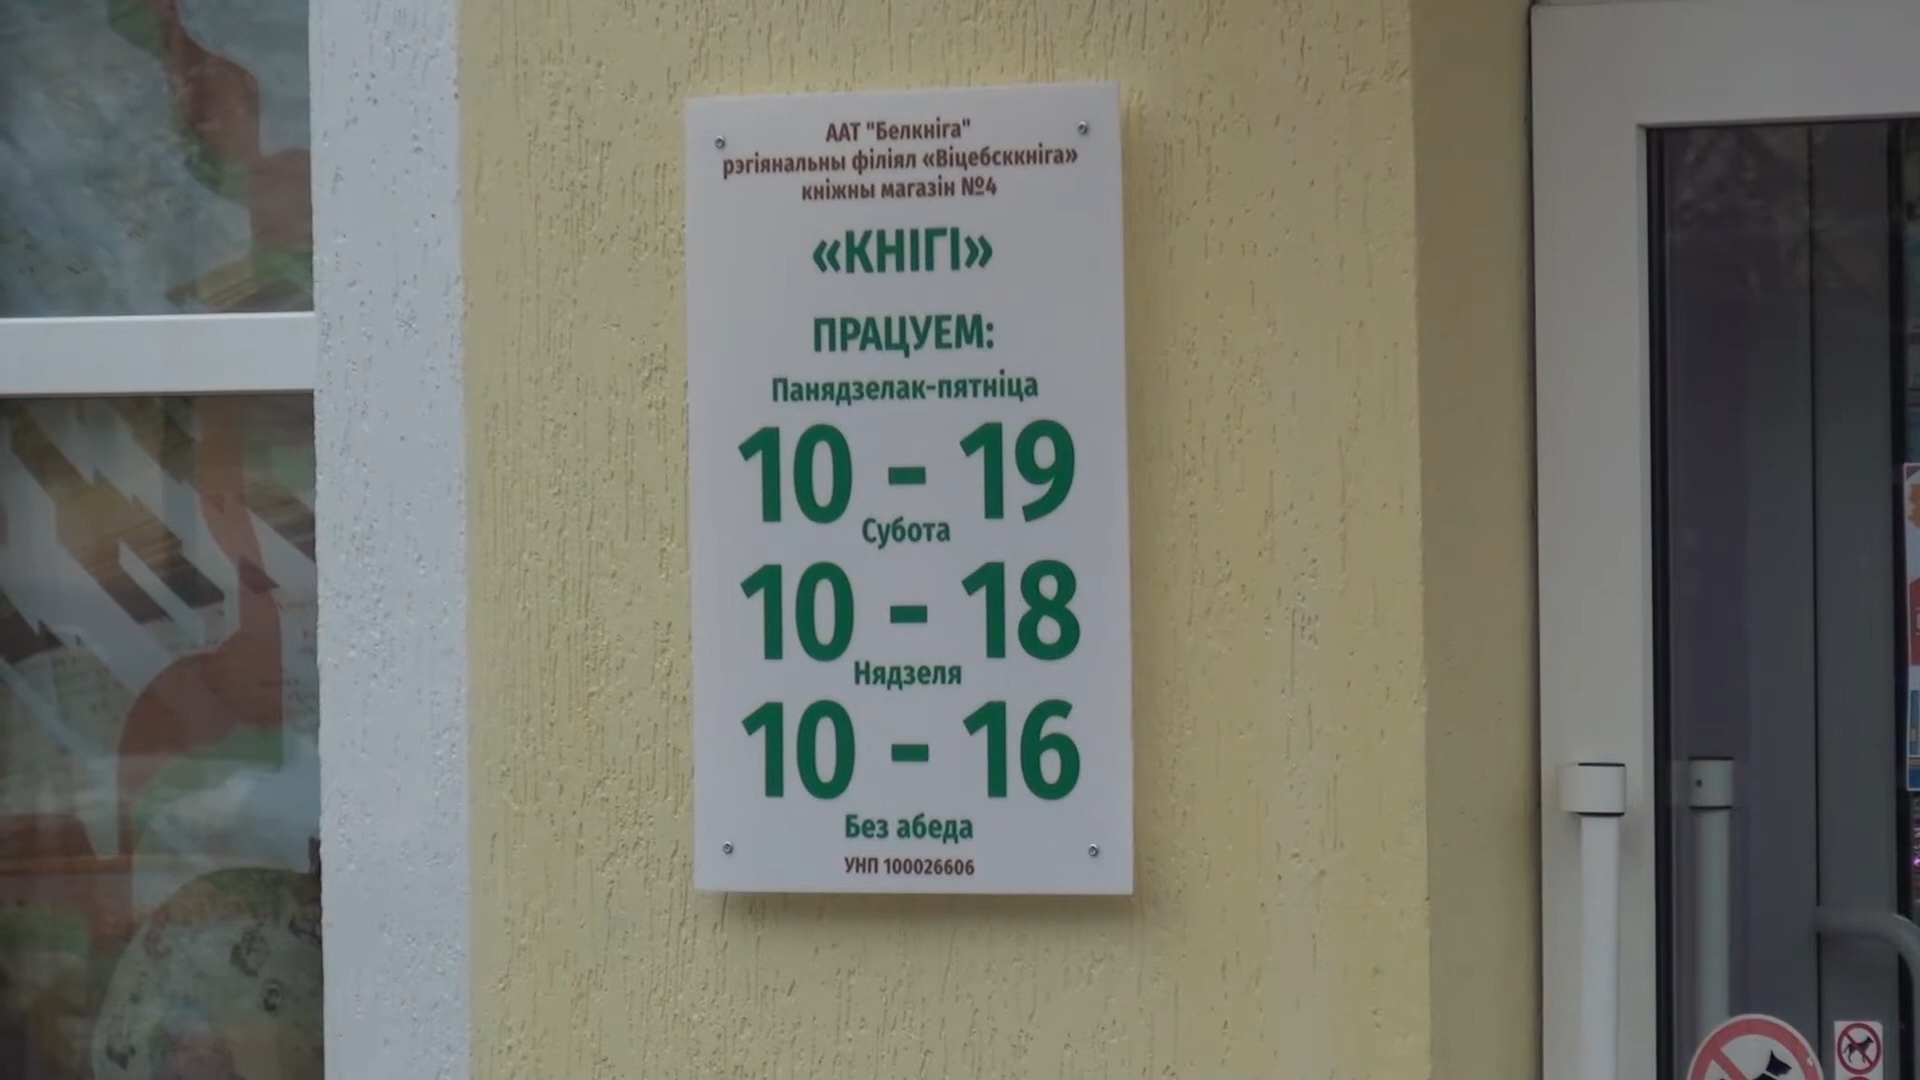 ААТ "Белкніга"
рэгіянальны філіял «Віцебсккніга»
кніжны магазін №4
«КНІГІ»
ПРАЦУЕМ:
Панядзелак-пятніца
10 - 19
Субота
10 - 18
Нядзеля
10 - 16
Без абеда
УНП 100026606